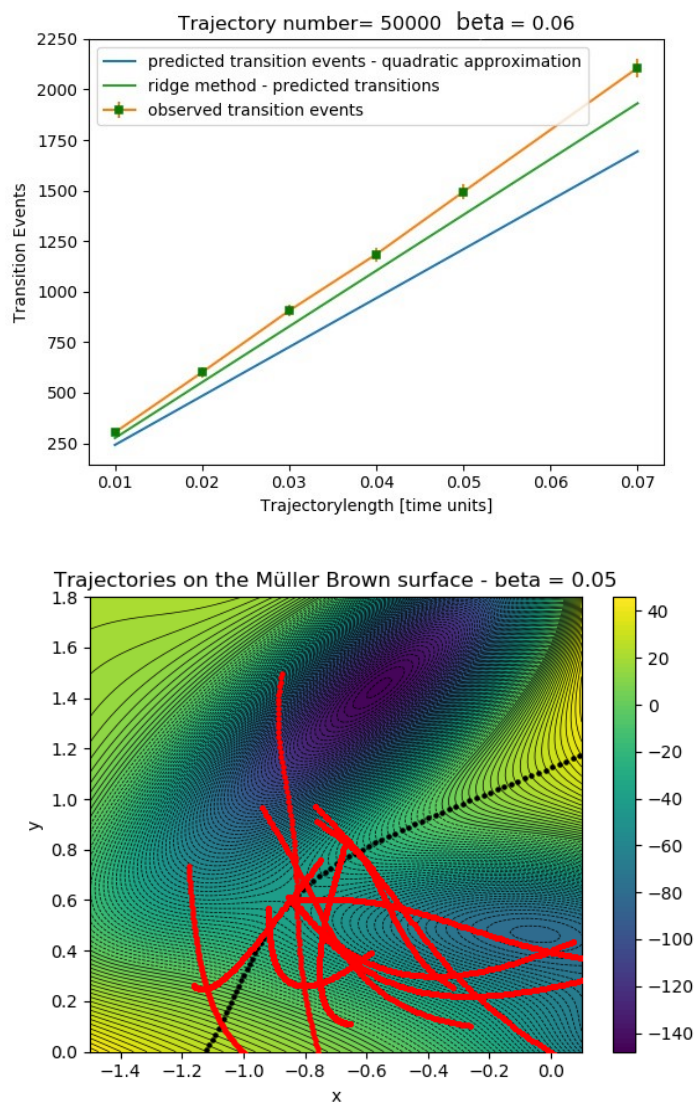 Trajectory number= 50000 beta = 0.06
predicted transition events - quadratic approximation
ridge method - predicted transitions
observed transition events
2250
2000
1750
1500
1250
1000
750
500
250
Transition Events
0.01 0.02 0.03 0.04 0.05 0.06 0.07
Trajectorylength [time units]
Trajectories on the Müller Brown surface - beta = 0.05
1.8
1.6
1.4
1.2
1.0
0.8
0.6
0.4
0.2
0.0
y
−1.4 −1.2 −1.0 −0.8 −0.6 −0.4 −0.2 0.0
x
40
20
0
−20
−40
−60
−80
−100
−120
−140